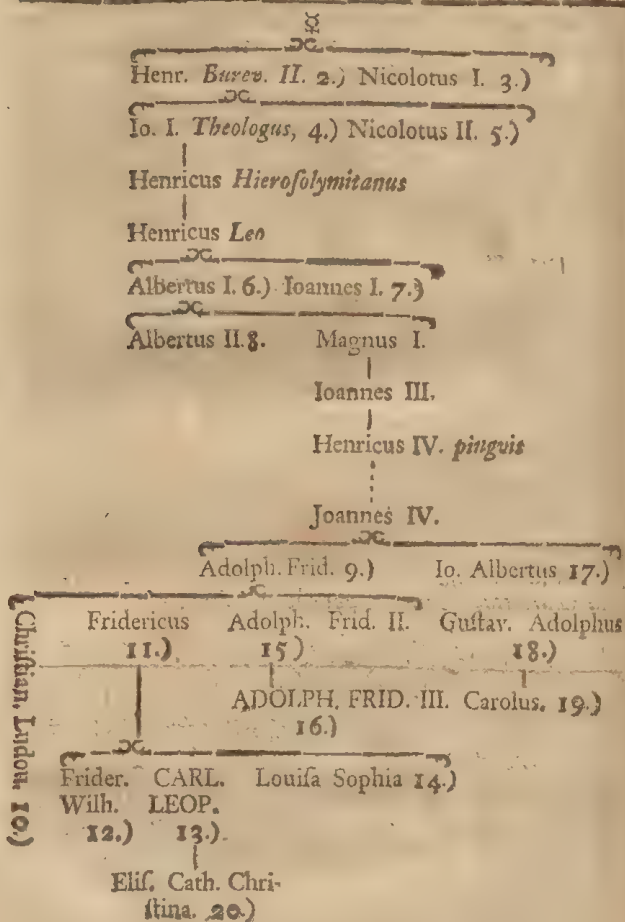 Henr. Burev. II. 2.) Nicolotus I. 3.)
Io. I. Theologus, 4.) Nicolotus II. 5.)
Henricus Hieroſolymitanus
Henricus Leo
Albertus I. 6.) Ioannes I. 7.)
Albertus II. 8. Magnus I.
Ioannes III.
Henricus IV. pinguis
Joannes IV.
Adolph. Frid. 9.) Io. Albertus 17.)
Chriſtian. Ludou. 10.)
Fridericus Adolph. Frid. II. Guſtav. Adolphus
11.) 15) 18.)
ADOLPH. FRID. III. Carolus. 19.)
16.)
Frider. CARL. Louiſa Sophia 14.)
Wilh. LEOP.
12.) 13.)
Eliſ. Cath. Chri-
ſtina. 20.)